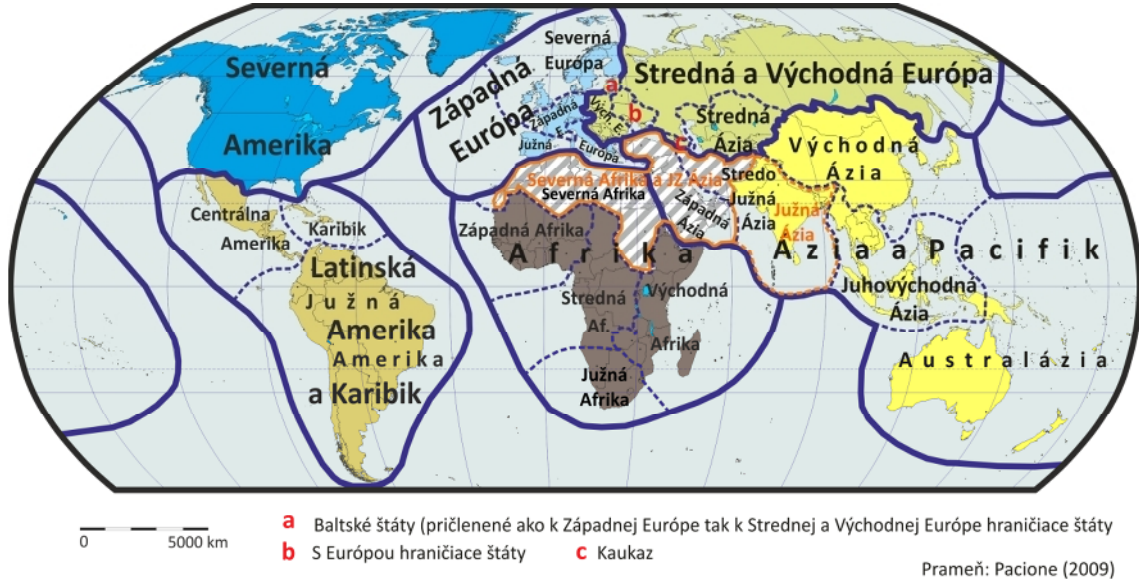 Severná
Amerika
Západná
Európa
Severná
Európa
Západná
E.
Južná
Európa
Vých. E.
a
b
c
Stredná a Východná Európa
Stredná
Ázia
Východná
Ázia
Severná Afrika a JZ Ázia
Severná Afrika
Západná
Ázia
Stredo
Južná
Ázia
Južná
Ázia
Centrálna
Amerika
Karibik
Latinská
Južná
Amerika
Amerika
a Karibik
Západná Afrika
Afrika
Stredná
Af.
Východná
Afrika
Južná
Afrika
Ázia a Pacifik
Juhovýchodná
Ázia
Australázia
0 5000 km
a Baltské štáty (pričlenené ako k Západnej Európe tak k Strednej a Východnej Európe hraničiace štáty
b S Európou hraničiace štáty c Kaukaz
Prameň: Pacione (2009)